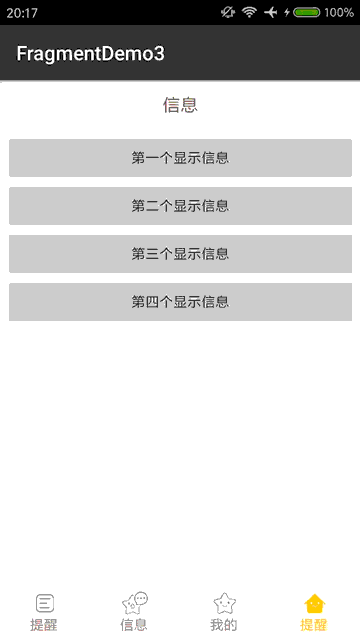 20:17 100%
FragmentDemo3
信息
第一个显示信息
第二个显示信息
第三个显示信息
第四个显示信息
提醒 信息 我的 提醒